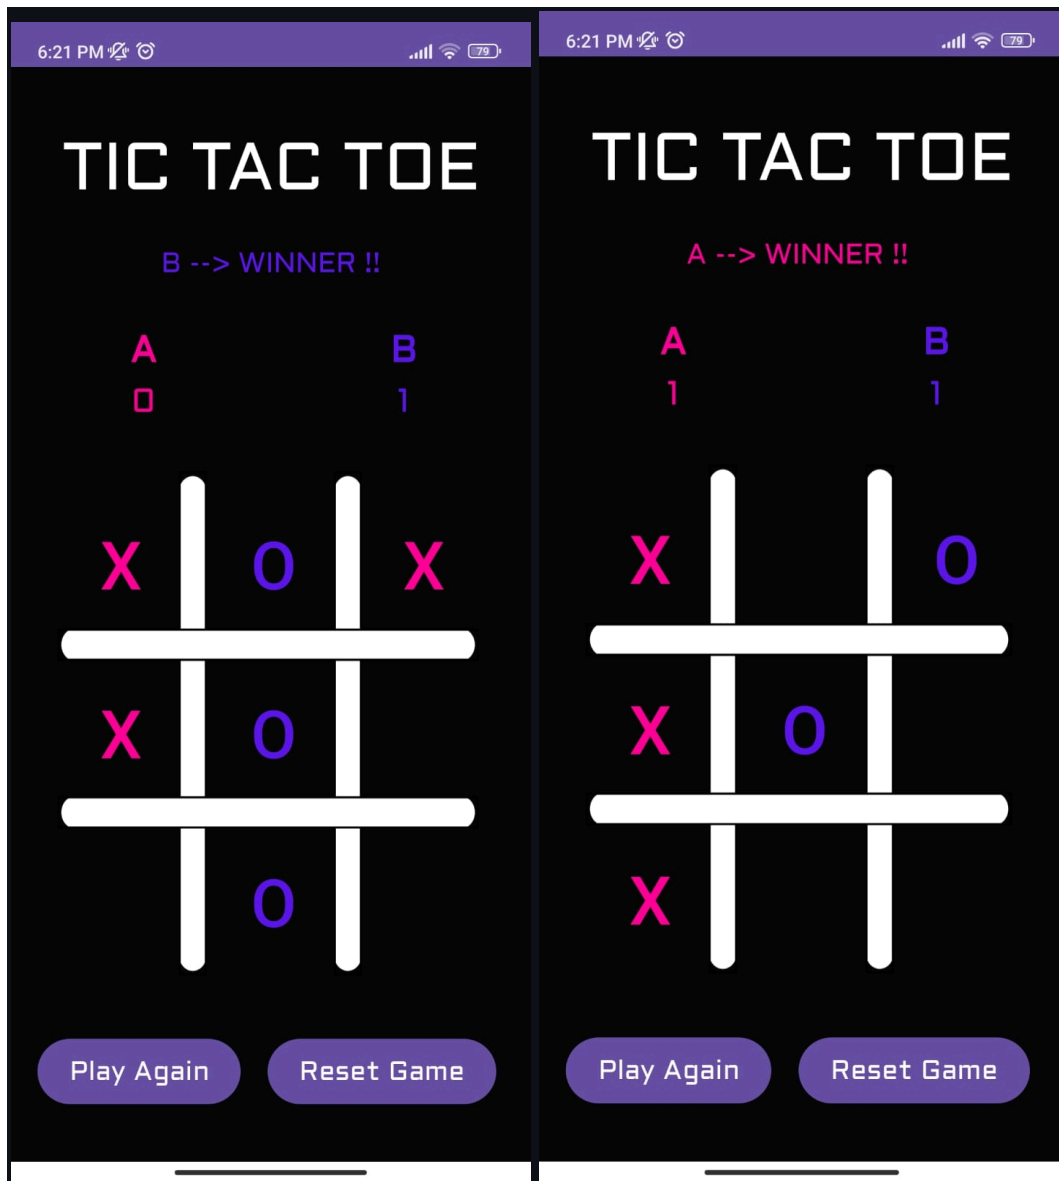 6:21 PM 79
TIC TAC TOE
B --> WINNER !!
A B
0 1
X O X
X O
O
Play Again Reset Game
6:21 PM 79
TIC TAC TOE
A --> WINNER !!
A B
1 1
X O
X O
X
Play Again Reset Game